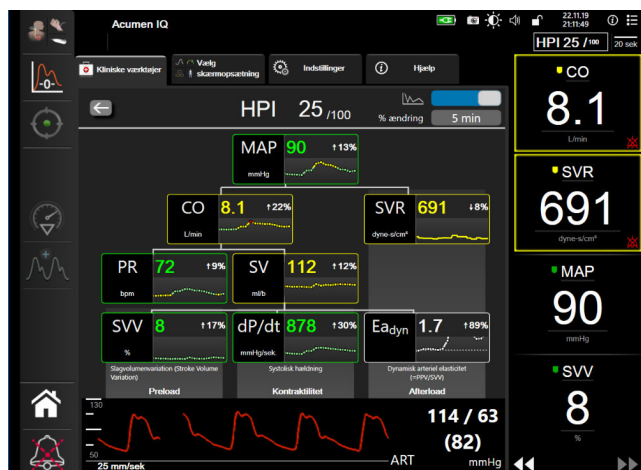 Acumen IQ
22.11.19
21:11:49
HPI 25 /100
20 sek
Kliniske værktøjer
Vælg
skærmopsætning
Indstillinger
Hjælp
HPI 25 /100
% ændring
5 min
MAP 90 ↑13%
mmHg
CO 8.1 ↑22%
L/min
SVR 691 ↓8%
dyne-s/cm⁵
PR 72 ↑9%
bpm
SV 112 ↑12%
ml/b
SVV 8 ↑17%
%
dP/dt 878 ↑30%
mmHg/sek.
Eadyn 1.7 ↑89%
Slagvolumenvariation (Stroke Volume
Variation)
Systolisk hældning
Dynamisk arteriel elasticitet
(=PPV/SVV)
Preload
Kontraktilitet
Afterload
130
50
-0-
25 mm/sek
ART
114 / 63
(82)
mmHg
CO
8.1
L/min
SVR
691
dyne-s/cm⁵
MAP
90
mmHg
SVV
8
%